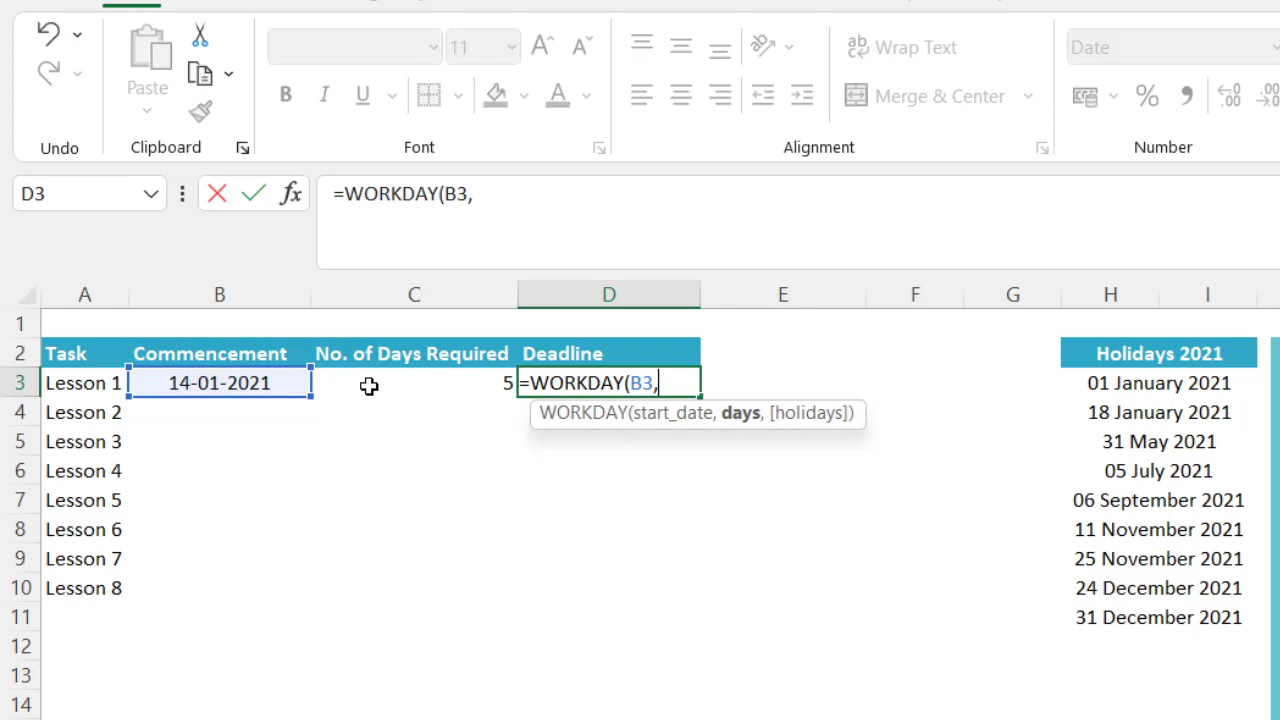 11
Wrap Text
Date
Paste
B I U
Merge & Center
% 9 .00 .00
Undo
Clipboard
Font
Alignment
Number
D3
fx
=WORKDAY(B3,
A B C D E F G H I
1
2 Task Commencement No. of Days Required Deadline Holidays 2021
3 Lesson 1 14-01-2021 5 =WORKDAY(B3, 01 January 2021
4 Lesson 2 WORKDAY(start_date, days, [holidays]) 18 January 2021
5 Lesson 3 31 May 2021
6 Lesson 4 05 July 2021
7 Lesson 5 06 September 2021
8 Lesson 6 11 November 2021
9 Lesson 7 25 November 2021
10 Lesson 8 24 December 2021
11 31 December 2021
12
13
14